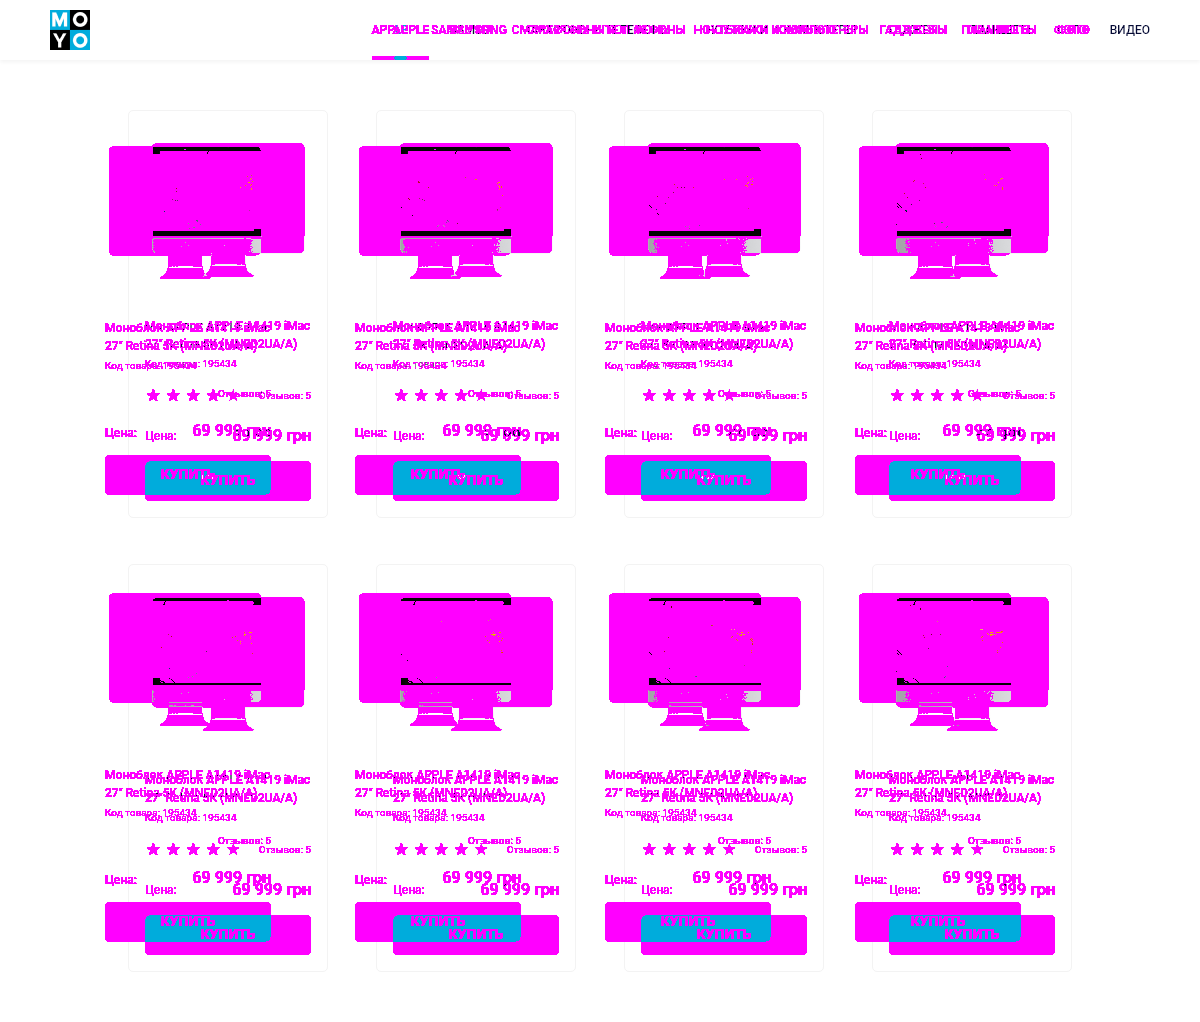 MOYO
APPLE SAMSUNG СМАРТФОНЫ И ТЕЛЕФОНЫ НОУТБУКИ И КОМПЬЮТЕРЫ ГАДЖЕТЫ ПЛАНШЕТЫ ФОТО ВИДЕО
Моноблок APPLE A1419 iMac
27" Retina 5K (MNED2UA/A)
Код товара: 195434
Отзывов: 5
Цена: 69 999 грн
КУПИТЬ
Моноблок APPLE A1419 iMac
27" Retina 5K (MNED2UA/A)
Код товара: 195434
Отзывов: 5
Цена: 69 999 грн
КУПИТЬ
Моноблок APPLE A1419 iMac
27" Retina 5K (MNED2UA/A)
Код товара: 195434
Отзывов: 5
Цена: 69 999 грн
КУПИТЬ
Моноблок APPLE A1419 iMac
27" Retina 5K (MNED2UA/A)
Код товара: 195434
Отзывов: 5
Цена: 69 999 грн
КУПИТЬ
Моноблок APPLE A1419 iMac
27" Retina 5K (MNED2UA/A)
Код товара: 195434
Отзывов: 5
Цена: 69 999 грн
КУПИТЬ
Моноблок APPLE A1419 iMac
27" Retina 5K (MNED2UA/A)
Код товара: 195434
Отзывов: 5
Цена: 69 999 грн
КУПИТЬ
Моноблок APPLE A1419 iMac
27" Retina 5K (MNED2UA/A)
Код товара: 195434
Отзывов: 5
Цена: 69 999 грн
КУПИТЬ
Моноблок APPLE A1419 iMac
27" Retina 5K (MNED2UA/A)
Код товара: 195434
Отзывов: 5
Цена: 69 999 грн
КУПИТЬ